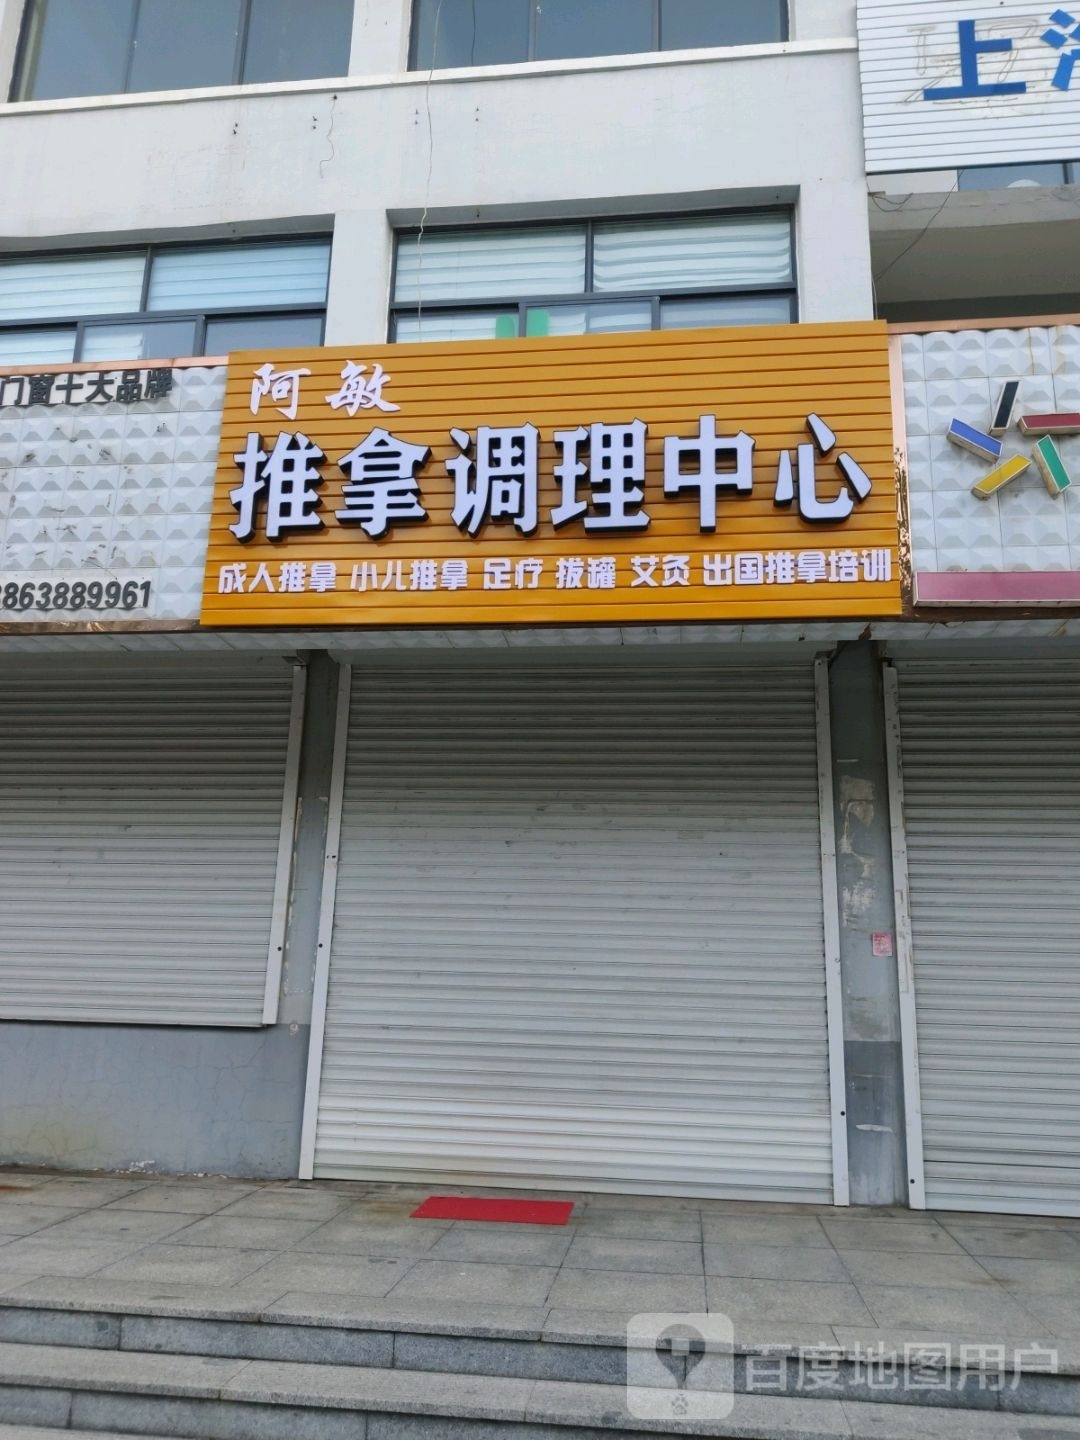 上
门窗十大品牌
阿敏
推拿调理中心
成人推拿 小儿推拿 足疗 拔罐 艾灸 出国推拿培训
863889961
百度地图用户